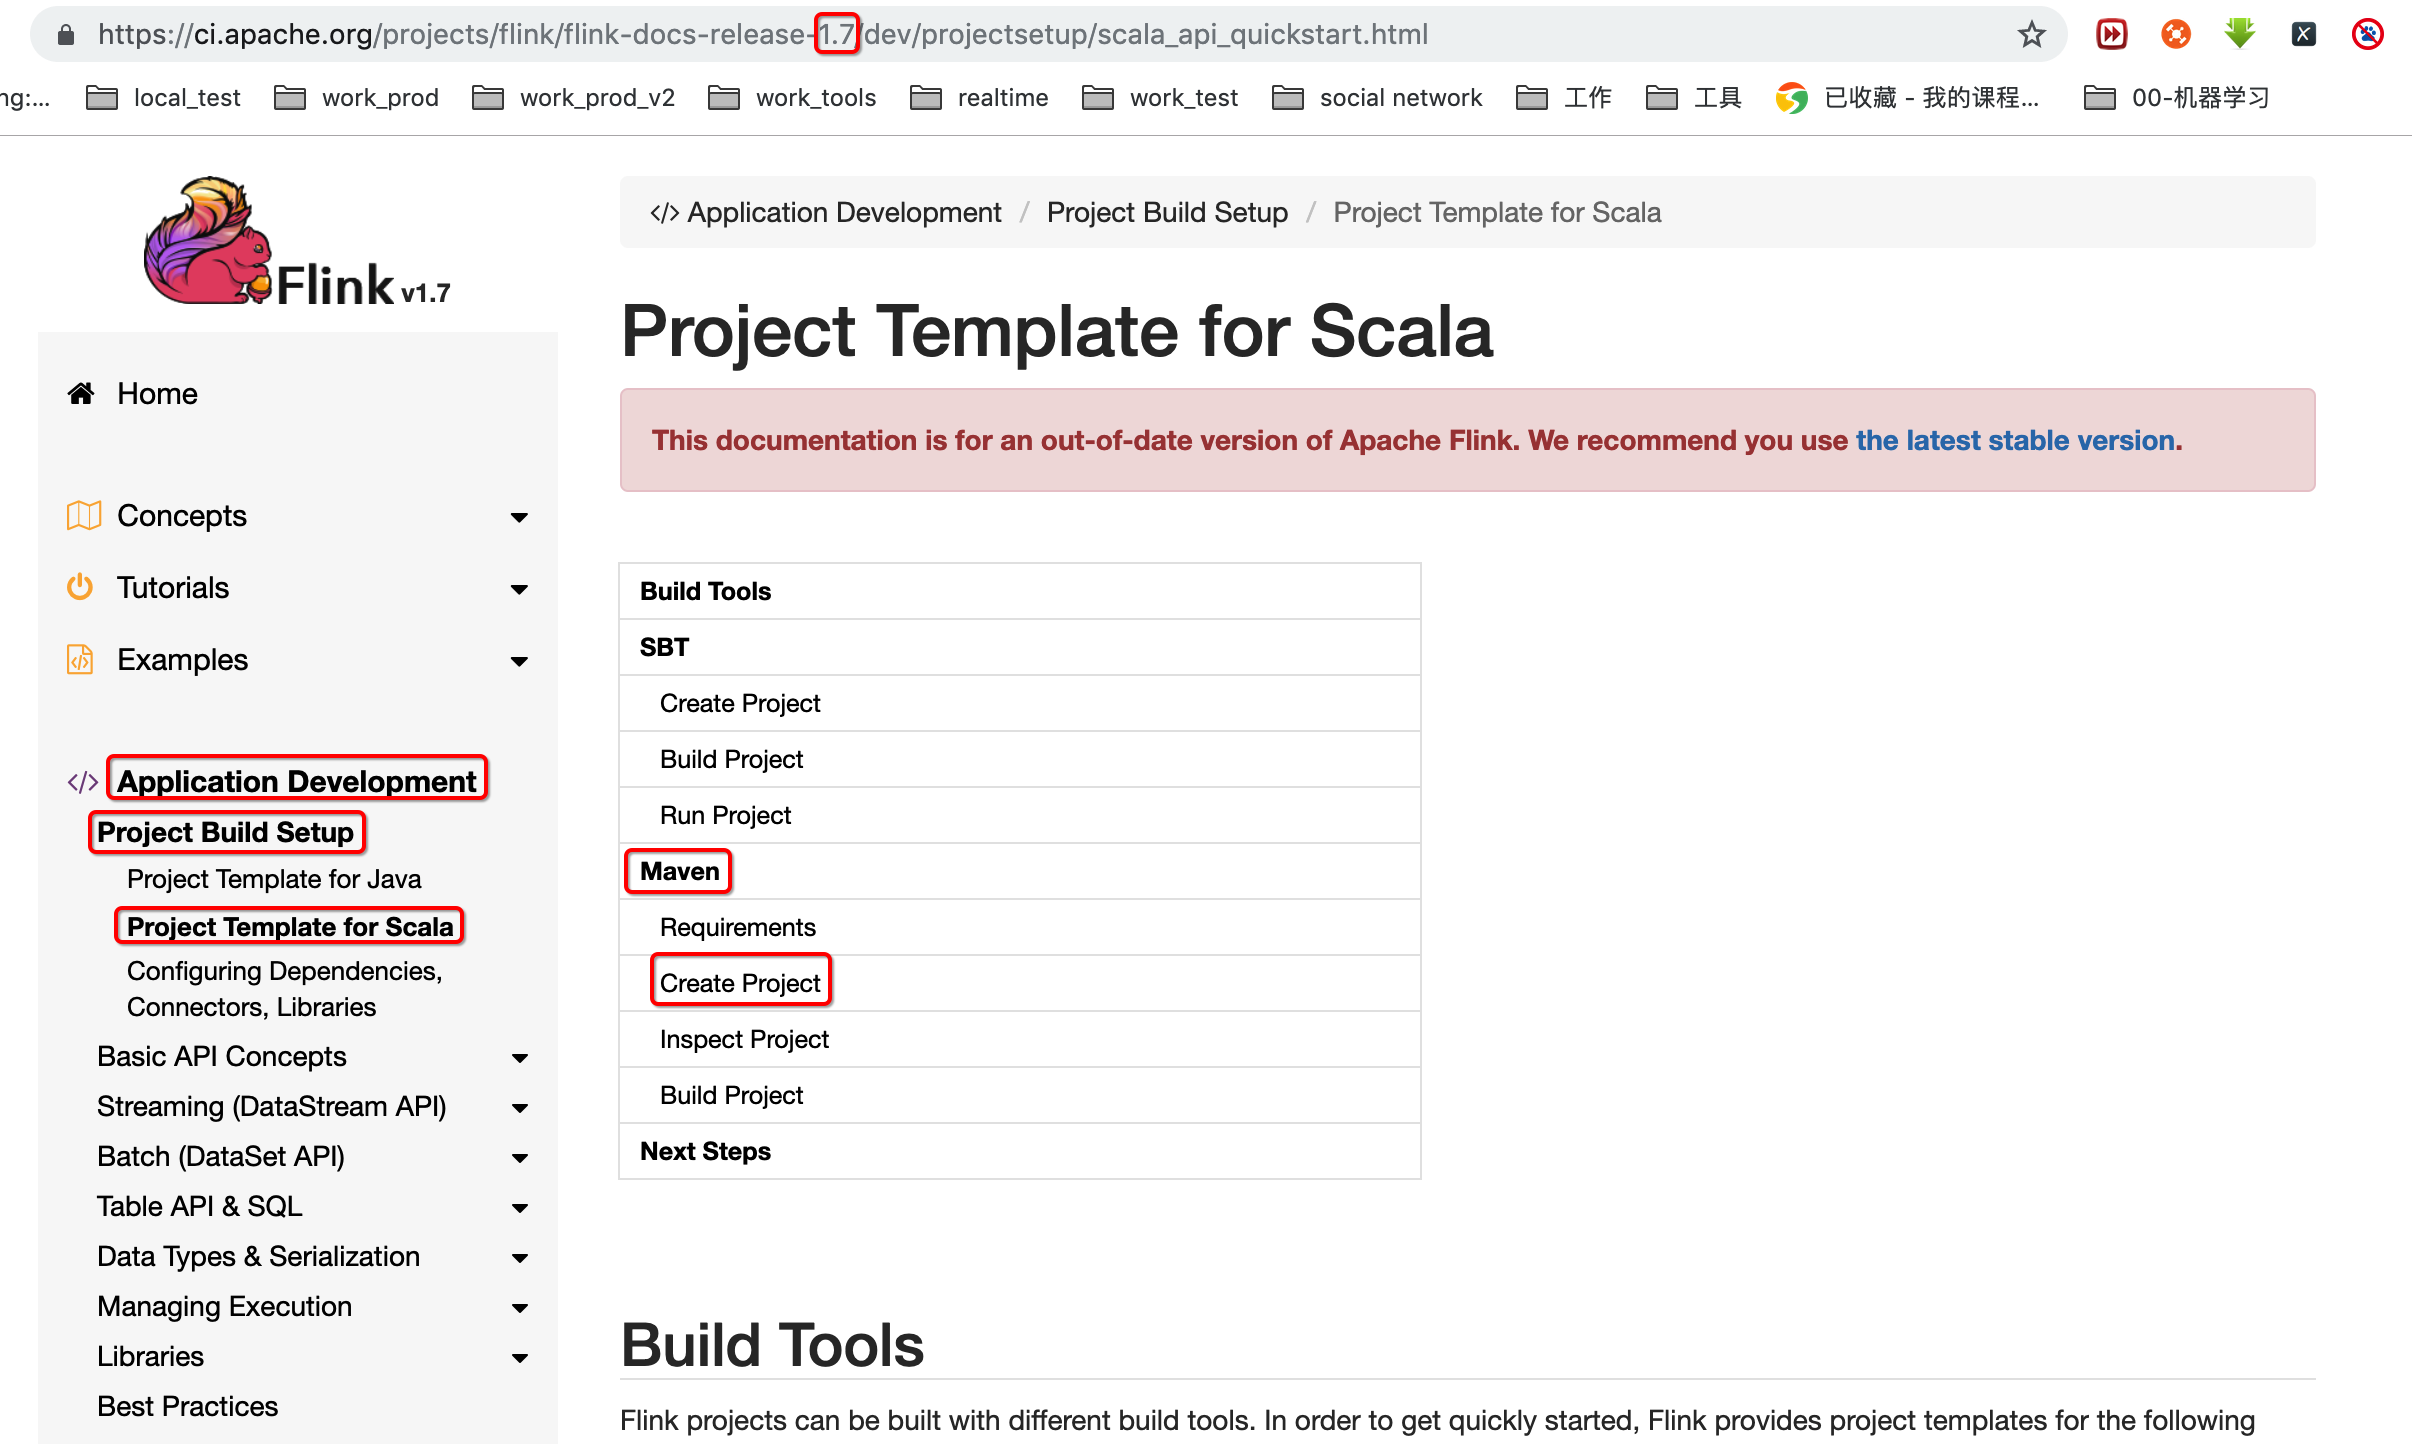 https://ci.apache.org/projects/flink/flink-docs-release-1.7/dev/projectsetup/scala_api_quickstart.html
ng:... local_test work_prod work_prod_v2 work_tools realtime work_test social network 工作 工具 已收藏 - 我的课程... 00-机器学习
Flink v1.7
Home
Concepts
Tutorials
Examples
</> Application Development
Project Build Setup
Project Template for Java
Project Template for Scala
Configuring Dependencies,
Connectors, Libraries
Basic API Concepts
Streaming (DataStream API)
Batch (DataSet API)
Table API & SQL
Data Types & Serialization
Managing Execution
Libraries
Best Practices
</> Application Development / Project Build Setup / Project Template for Scala
Project Template for Scala
This documentation is for an out-of-date version of Apache Flink. We recommend you use the latest stable version.
Build Tools
SBT
Create Project
Build Project
Run Project
Maven
Requirements
Create Project
Inspect Project
Build Project
Next Steps
Build Tools
Flink projects can be built with different build tools. In order to get quickly started, Flink provides project templates for the following